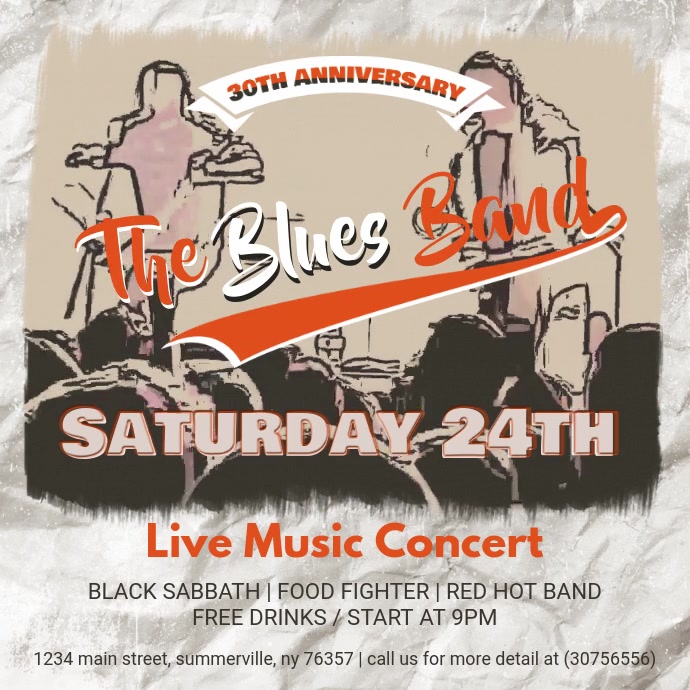 30TH ANNIVERSARY
The Blues Band
SATURDAY 24TH
Live Music Concert
BLACK SABBATH | FOOD FIGHTER | RED HOT BAND
FREE DRINKS / START AT 9PM
1234 main street, summerville, ny 76357 | call us for more detail at (30756556)